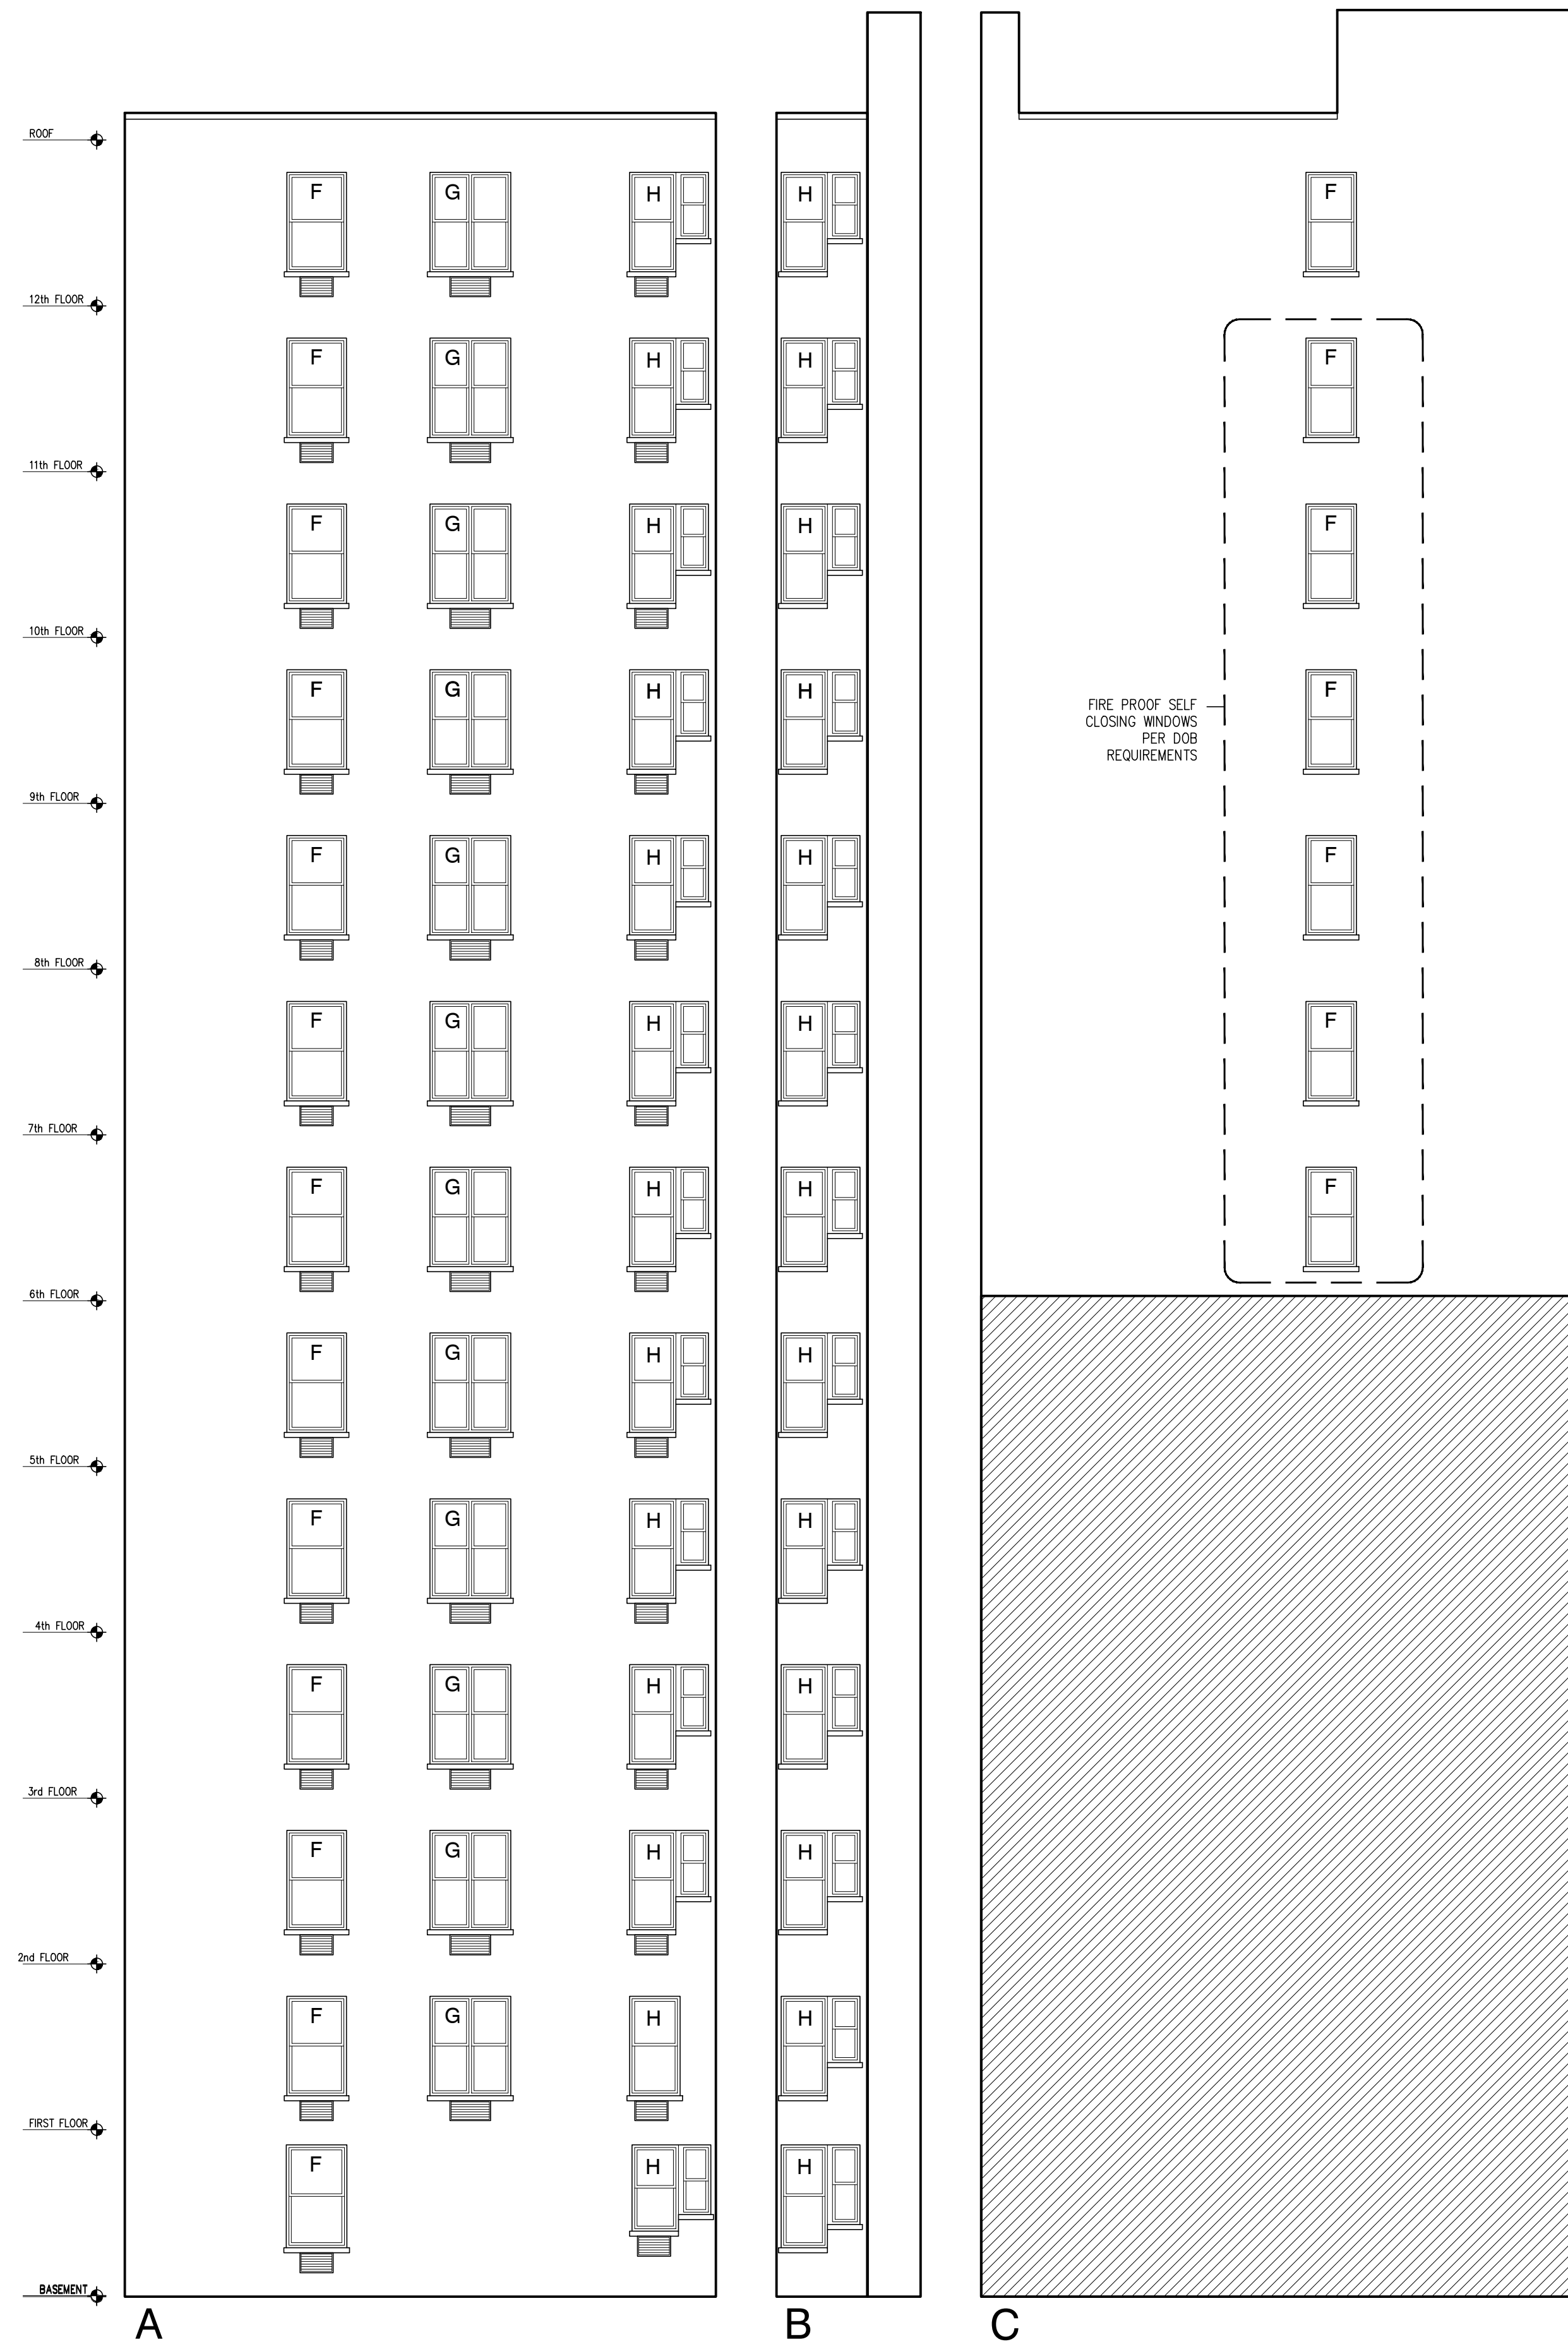 ROOF
F
G
H
H
F
12th FLOOR
F
G
H
H
F
11th FLOOR
F
G
H
H
F
10th FLOOR
F
G
H
H
F
FIRE PROOF SELF
CLOSING WINDOWS
PER DOB
REQUIREMENTS
9th FLOOR
F
G
H
H
F
8th FLOOR
F
G
H
H
F
7th FLOOR
F
G
H
H
F
6th FLOOR
F
G
H
H
5th FLOOR
F
G
H
H
4th FLOOR
F
G
H
H
3rd FLOOR
F
G
H
H
2nd FLOOR
F
G
H
H
FIRST FLOOR
F
H
H
BASEMENT
A
B
C